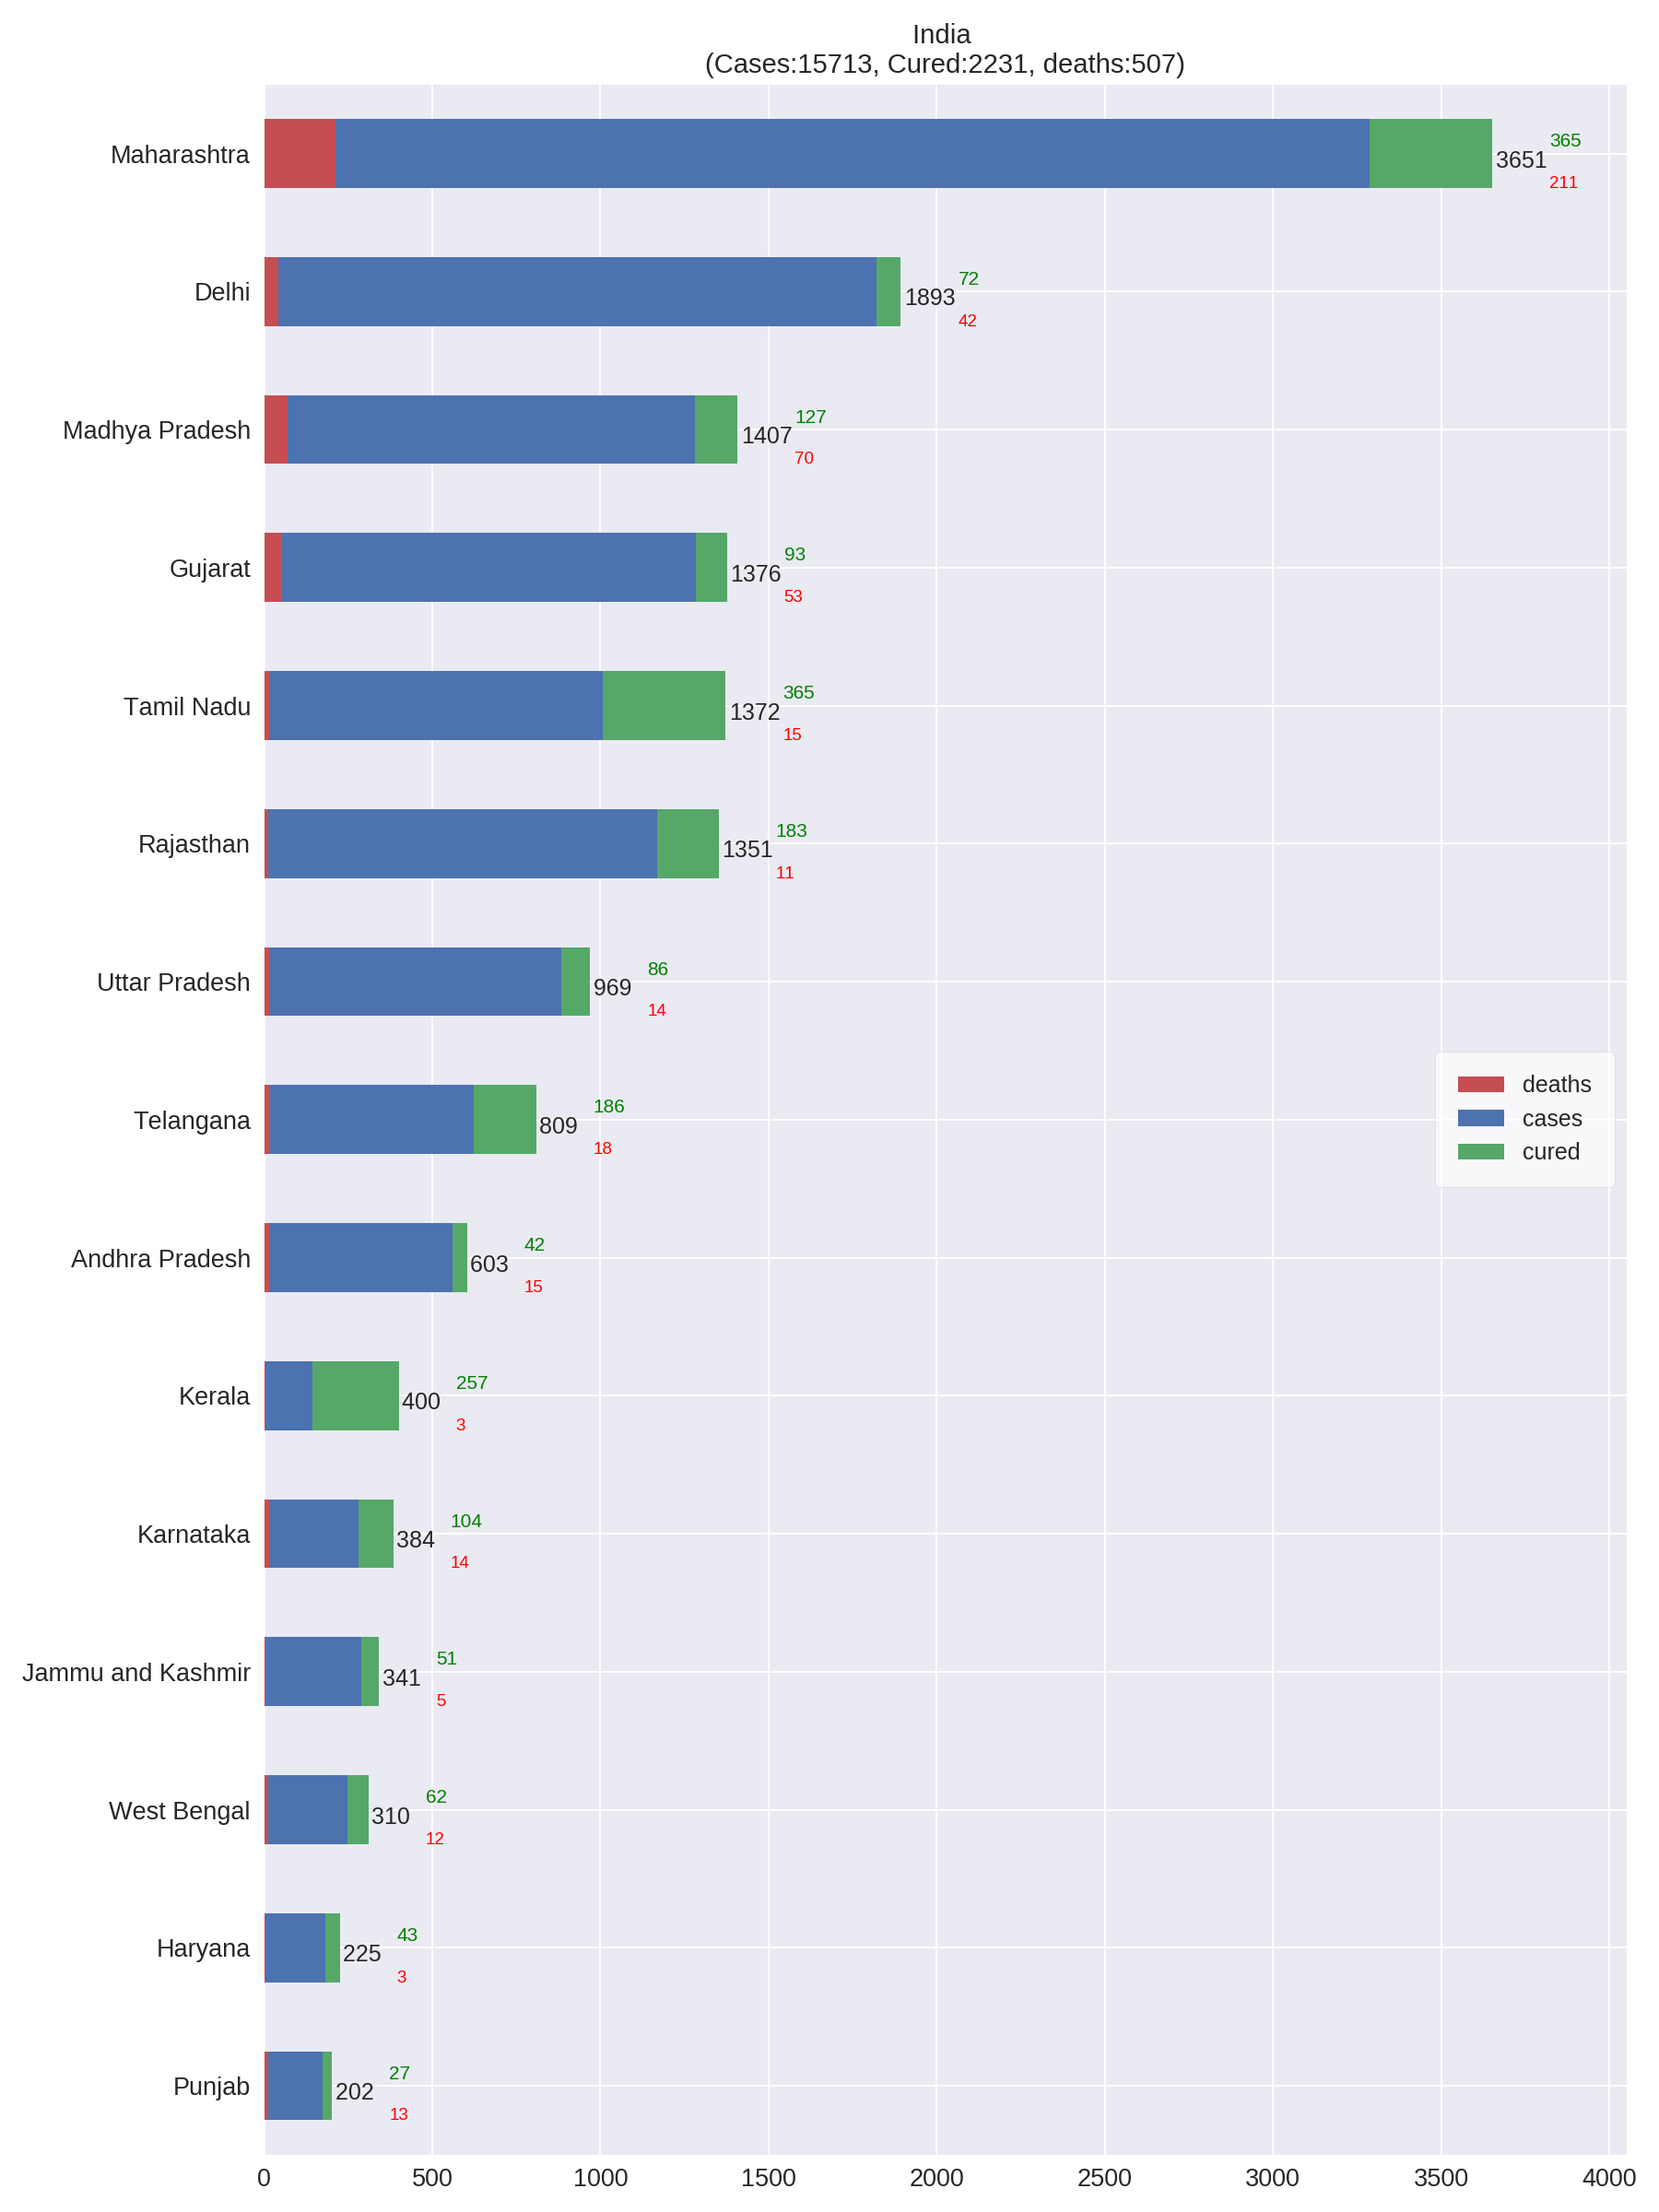 India
(Cases:15713, Cured:2231, deaths:507)
Maharashtra
3651
365
211
Delhi
1893
72
42
Madhya Pradesh
1407
127
70
Gujarat
1376
93
53
Tamil Nadu
1372
365
15
Rajasthan
1351
183
11
Uttar Pradesh
969
86
14
Telangana
809
186
18
deaths
cases
cured
Andhra Pradesh
603
42
15
Kerala
400
257
3
Karnataka
384
104
14
Jammu and Kashmir
341
51
5
West Bengal
310
62
12
Haryana
225
43
3
Punjab
202
27
13
0 500 1000 1500 2000 2500 3000 3500 4000